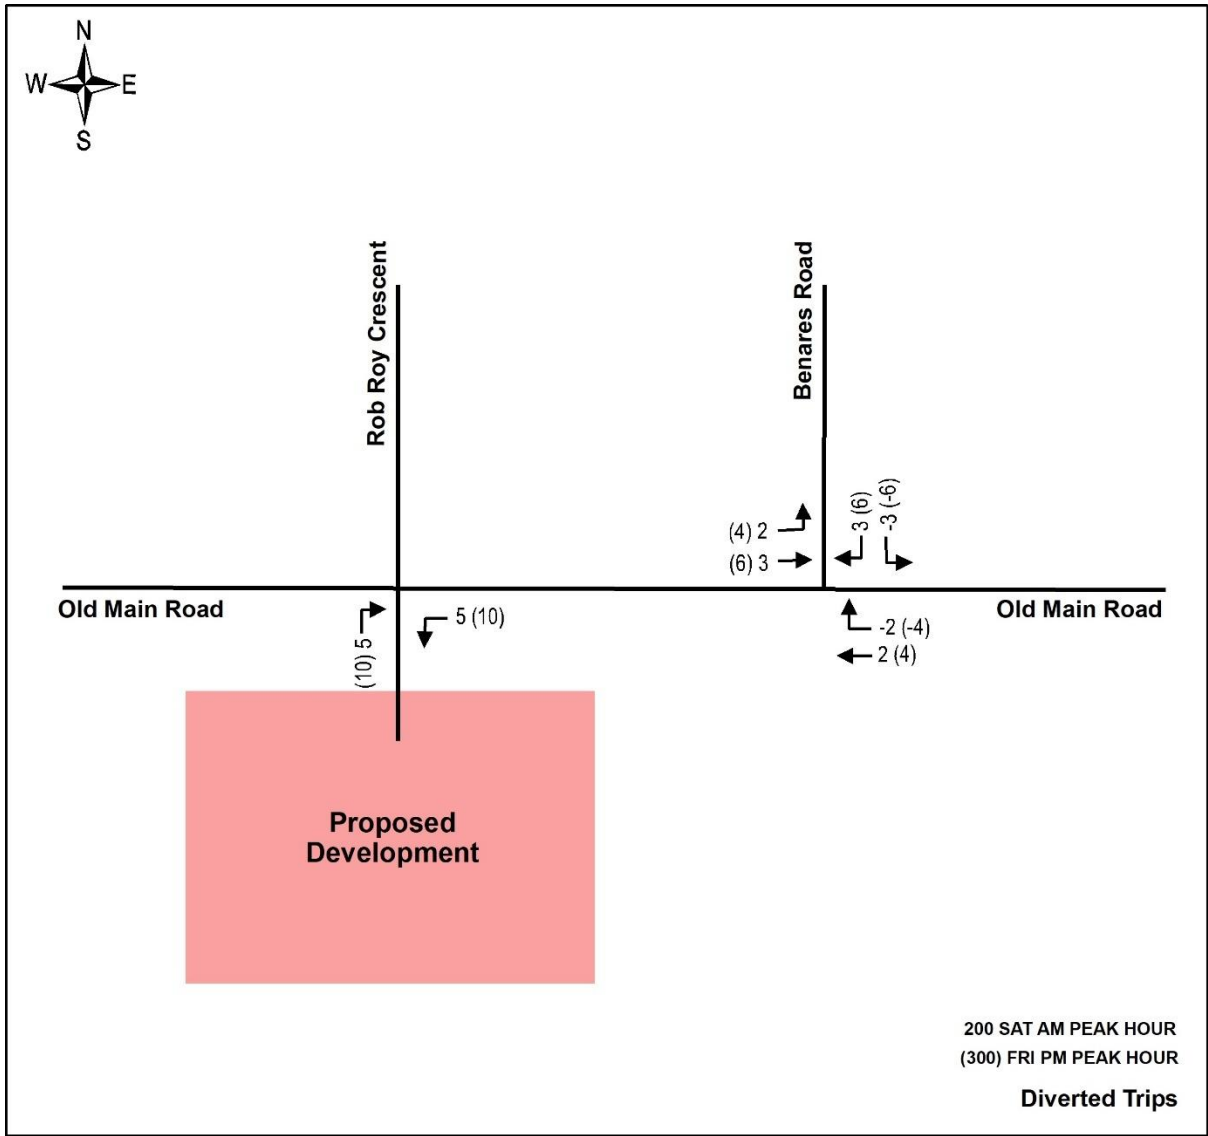 N
W E
S
Rob Roy Crescent
Benares Road
(4) 2
(6) 3
3 (6)
-3 (-6)
Old Main Road
Old Main Road
(10) 5
5 (10)
-2 (-4)
2 (4)
Proposed
Development
200 SAT AM PEAK HOUR
(300) FRI PM PEAK HOUR
Diverted Trips